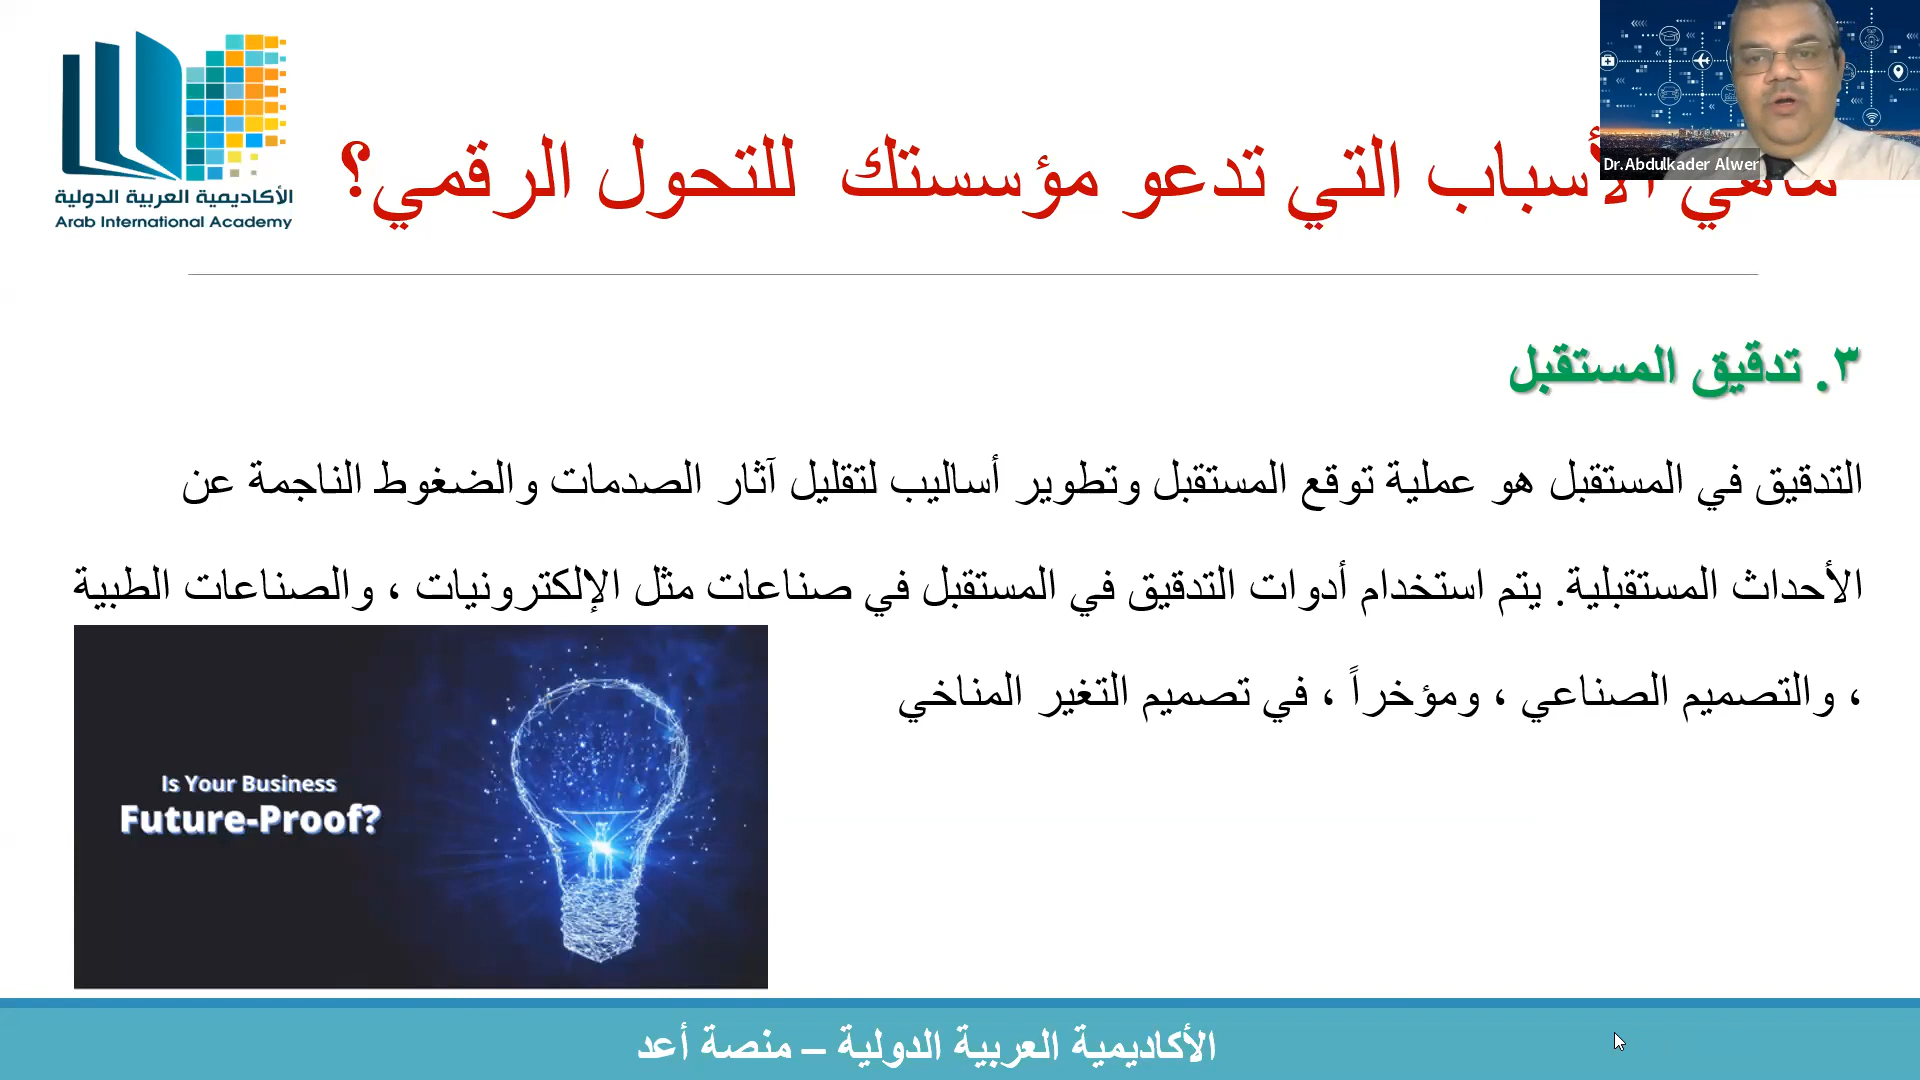 الأكاديمية العربية الدولية
Arab International Academy
Dr. Abdulkader Alwer
ماهي الأسباب التي تدعو مؤسستك للتحول الرقمي؟
٣. تدقيق المستقبل
التدقيق في المستقبل هو عملية توقع المستقبل وتطوير أساليب لتقليل آثار الصدمات والضغوط الناجمة عن
الأحداث المستقبلية. يتم استخدام أدوات التدقيق في المستقبل في صناعات مثل الإلكترونيات ، والصناعات الطبية
، والتصميم الصناعي ، ومؤخراً ، في تصميم التغير المناخي
Is Your Business
Future-Proof?
الأكاديمية العربية الدولية – منصة أعد